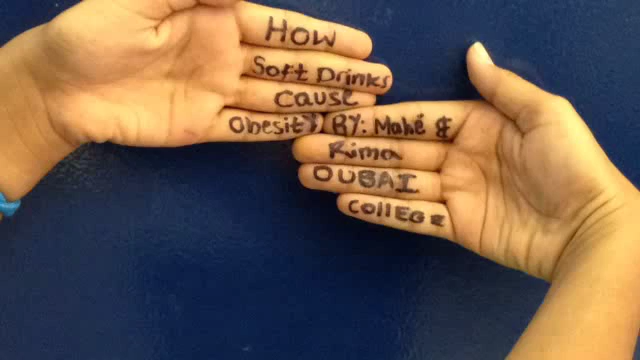 How
Soft Drinks
Cause
Obesity
By: Mahé &
Rima
DUBAI
CollEGE